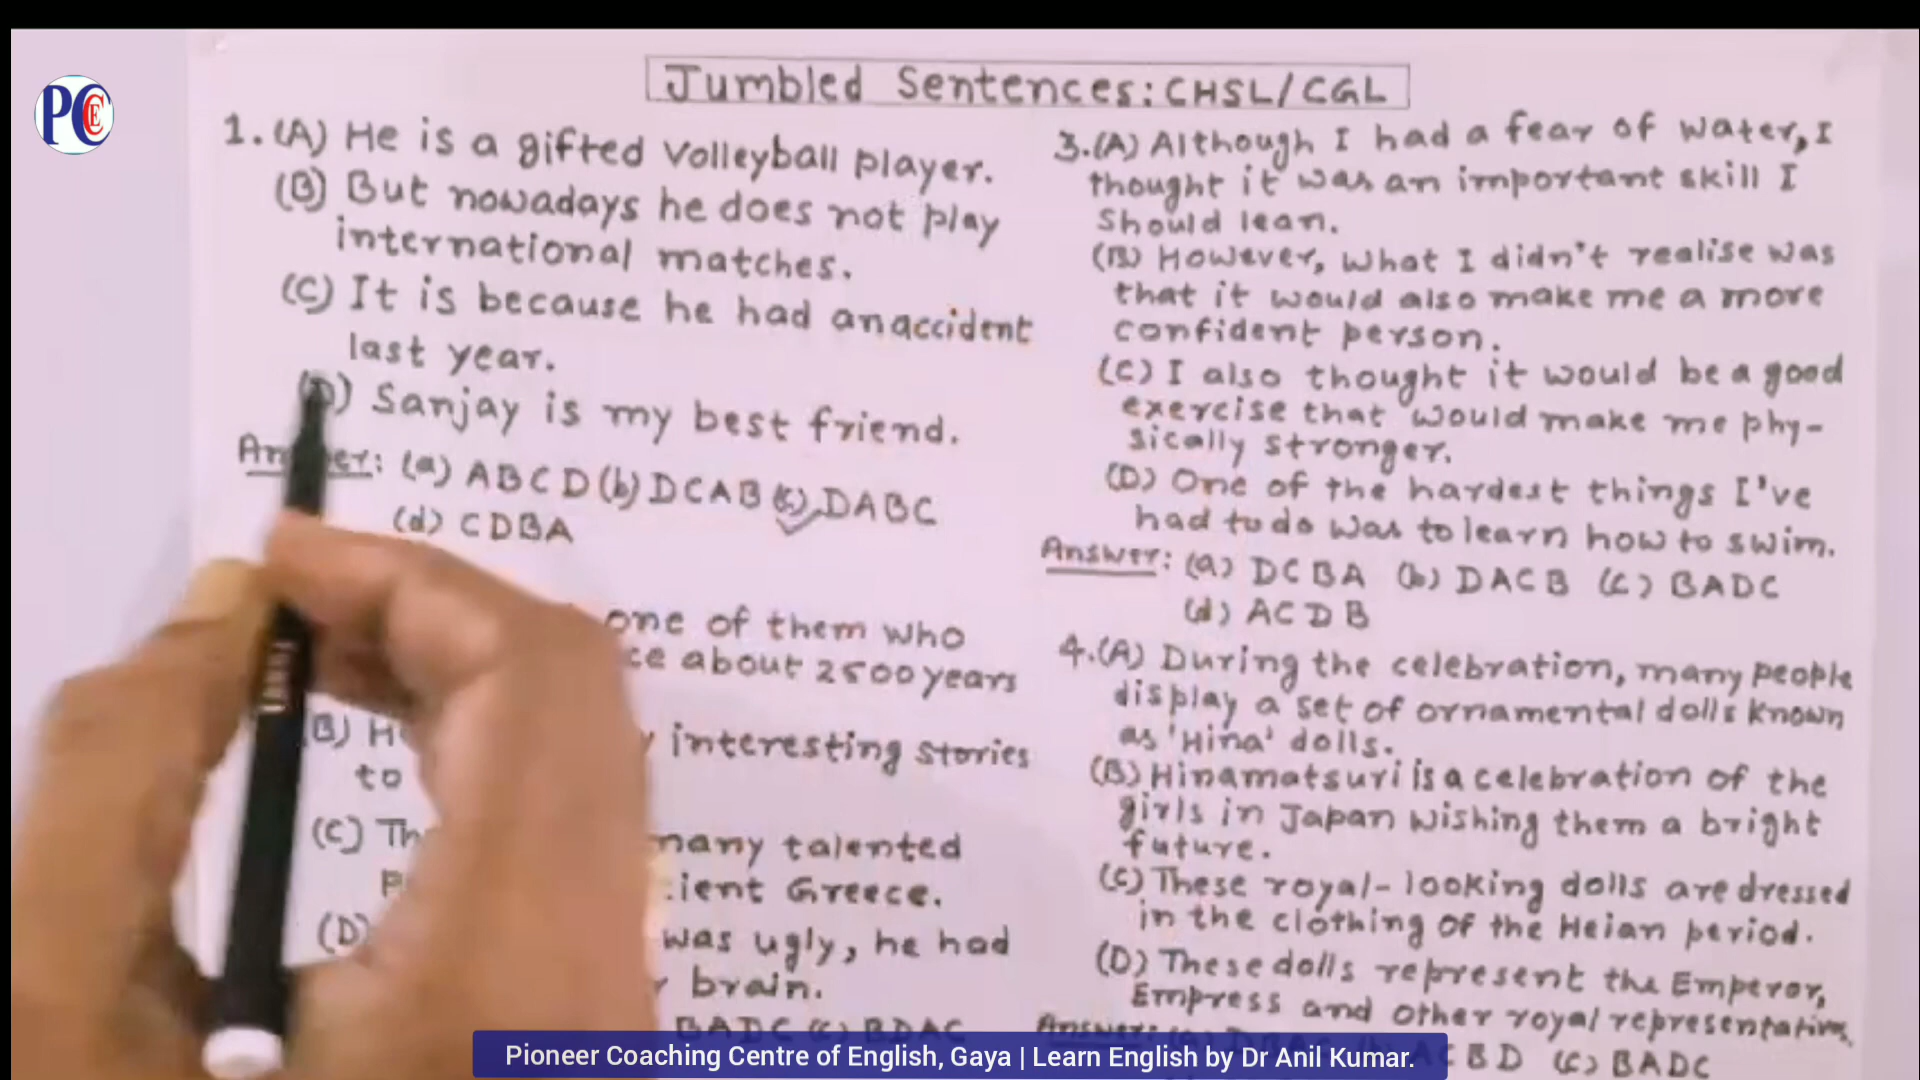 PCC
E
Jumbled Sentences: CHSL/CGL
1. (A) He is a gifted volleyball player.
(B) But nowadays he does not play
international matches.
(C) It is because he had an accident
last year.
(D) Sanjay is my best friend.
Answer: (a) ABCD (b) DCAB (c) DABC
(d) CDBA
one of them who
about 2500 years
(B)
interesting stories
to
(C)
many talented
Greece.
(D)
was ugly, he had
brain.
BADC (c) BDAC
3. (A) Although I had a fear of water, I
thought it was an important skill I
should lean.
(B) However, what I didn't realise was
that it would also make me a more
confident person.
(C) I also thought it would be a good
exercise that would make me phy-
sically stronger.
(D) One of the hardest things I've
had to do was to learn how to swim.
Answer: (a) DCBA (b) DACB (c) BADC
(d) ACDB
4. (A) During the celebration, many people
display a set of ornamental dolls known
as 'Hina' dolls.
(B) Hinamatsuri is a celebration of the
girls in Japan wishing them a bright
future.
(C) These royal-looking dolls are dressed
in the clothing of the Heian period.
(D) These dolls represent the Emperor,
Empress and other royal
Answer: (c) BADC
Pioneer Coaching Centre of English, Gaya | Learn English by Dr Anil Kumar.